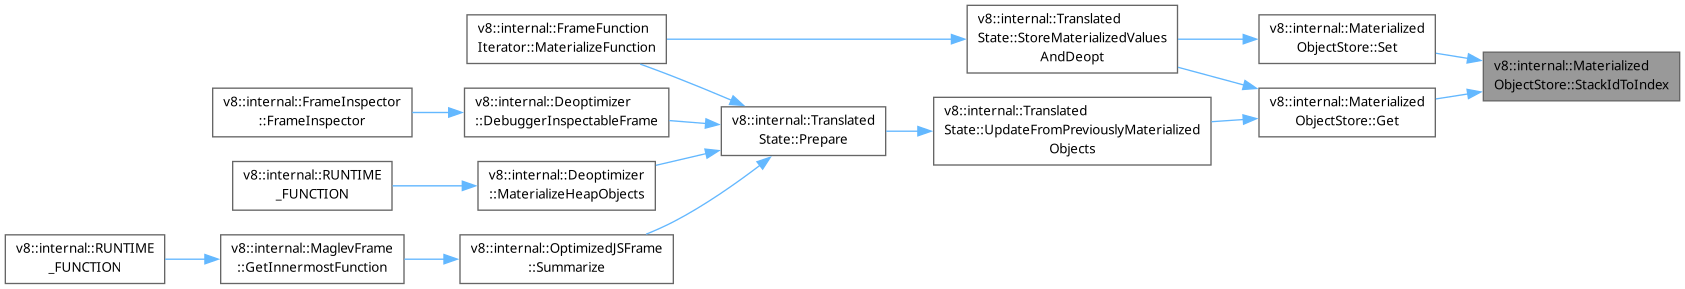 v8::internal::FrameFunction
Iterator::MaterializeFunction
v8::internal::Translated
State::StoreMaterializedValues
AndDeopt
v8::internal::Materialized
ObjectStore::Set
v8::internal::Materialized
ObjectStore::StackIdToIndex
v8::internal::FrameInspector
::FrameInspector
v8::internal::Deoptimizer
::DebuggerInspectableFrame
v8::internal::Translated
State::Prepare
v8::internal::Translated
State::UpdateFromPreviouslyMaterialized
Objects
v8::internal::Materialized
ObjectStore::Get
v8::internal::RUNTIME
_FUNCTION
v8::internal::Deoptimizer
::MaterializeHeapObjects
v8::internal::RUNTIME
_FUNCTION
v8::internal::MaglevFrame
::GetInnermostFunction
v8::internal::OptimizedJSFrame
::Summarize